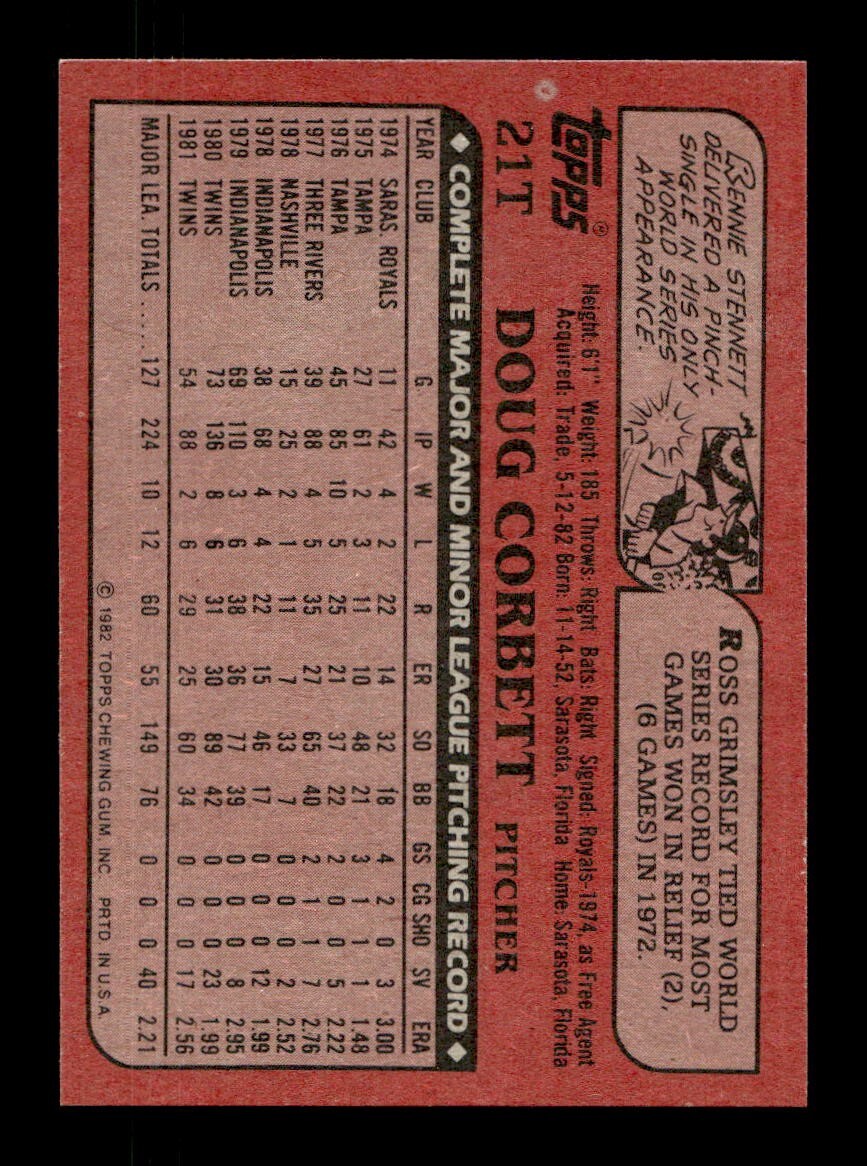 RENNIE STENNETT
DELIVERED A PINCH-
SINGLE IN HIS ONLY
WORLD SERIES
APPEARANCE.
ROSS GRIMSLEY TIED WORLD
SERIES RECORD FOR MOST
GAMES WON IN RELIEF (2),
(6 GAMES) IN 1972.
topps®
Height: 6'1" Weight: 185 Throws: Right Bats: Right Signed: Royals-1974, as Free Agent
Acquired: Trade, 5-12-82 Born: 11-14-52, Sarasota, Florida Home: Sarasota, Florida
21T DOUG CORBETT PITCHER
◆ COMPLETE MAJOR AND MINOR LEAGUE PITCHING RECORD ◆
YEAR CLUB G IP W L R ER SO BB GS CG SHO SV ERA
1974 SARAS. ROYALS 11 42 4 2 22 14 32 18 4 2 0 3 3.00
1975 TAMPA 27 61 2 3 11 10 48 21 3 1 1 1 1.48
1976 TAMPA 45 85 10 5 25 21 37 22 2 0 0 5 2.22
1977 THREE RIVERS 39 88 4 5 35 27 65 40 2 1 1 7 2.76
1978 NASHVILLE 15 25 2 1 11 7 33 7 0 0 0 2 2.52
1978 INDIANAPOLIS 38 68 4 4 22 15 46 17 0 0 0 12 1.99
1979 INDIANAPOLIS 69 110 3 6 38 36 77 39 0 0 0 8 2.95
1980 TWINS 73 136 8 6 31 30 89 42 0 0 0 23 1.99
1981 TWINS 54 88 2 6 29 25 60 34 0 0 0 17 2.56
MAJOR LEA. TOTALS ..... 127 224 10 12 60 55 149 76 0 0 0 40 2.21
© 1982 TOPPS CHEWING GUM, INC. PRTD. IN U.S.A.